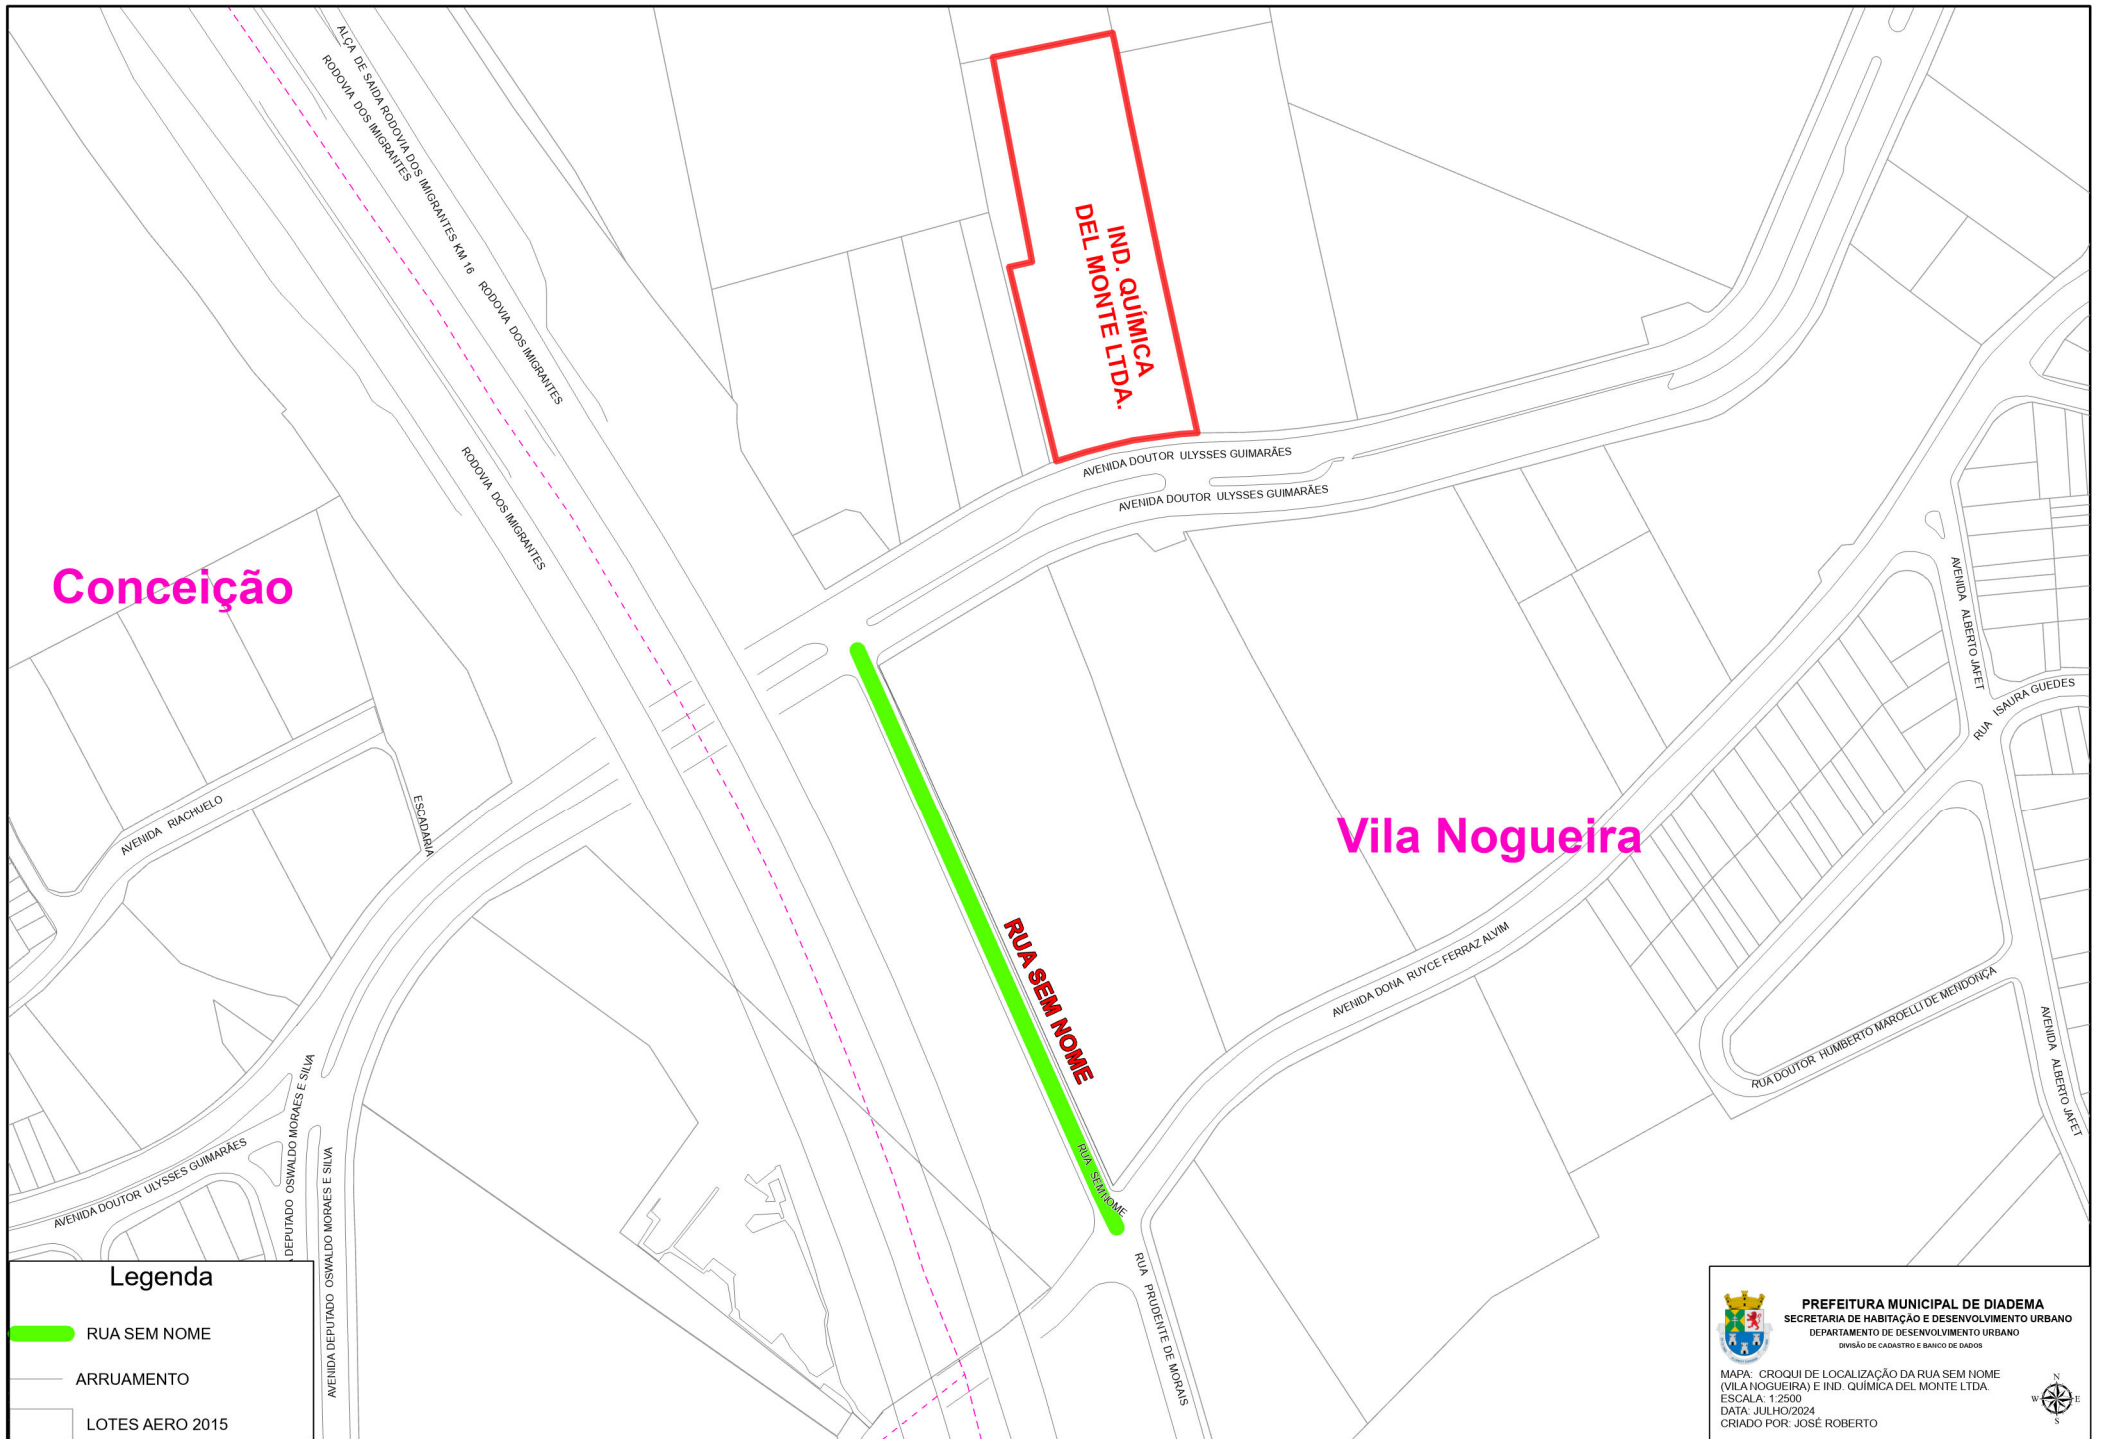 ALÇA DE SAIDA RODOVIA DOS IMIGRANTES KM 16
RODOVIA DOS IMIGRANTES
RODOVIA DOS IMIGRANTES
RODOVIA DOS IMIGRANTES
IND. QUÍMICA
DEL MONTE LTDA.
AVENIDA DOUTOR ULYSSES GUIMARÃES
AVENIDA DOUTOR ULYSSES GUIMARÃES
Conceição
AVENIDA ALBERTO JAFET
RUA ISAURA GUEDES
AVENIDA RIACHUELO
ESCADARIA
Vila Nogueira
RUA SEM NOME
AVENIDA DONA RUYCE FERRAZ ALVIM
RUA DOUTOR HUMBERTO MAROELLI DE MENDONÇA
AVENIDA ALBERTO JAFET
DEPUTADO OSWALDO MORAES E SILVA
AVENIDA DEPUTADO OSWALDO MORAES E SILVA
AVENIDA DOUTOR ULYSSES GUIMARÃES
RUA SEM NOME
RUA PRUDENTE DE MORAIS
Legenda
RUA SEM NOME
ARRUAMENTO
LOTES AERO 2015
PREFEITURA MUNICIPAL DE DIADEMA
SECRETARIA DE HABITAÇÃO E DESENVOLVIMENTO URBANO
DEPARTAMENTO DE DESENVOLVIMENTO URBANO
DIVISÃO DE CADASTRO E BANCO DE DADOS
MAPA: CROQUI DE LOCALIZAÇÃO DA RUA SEM NOME
(VILA NOGUEIRA) E IND. QUÍMICA DEL MONTE LTDA.
ESCALA: 1:2500
DATA: JULHO/2024
CRIADO POR: JOSÉ ROBERTO
N
W E
S